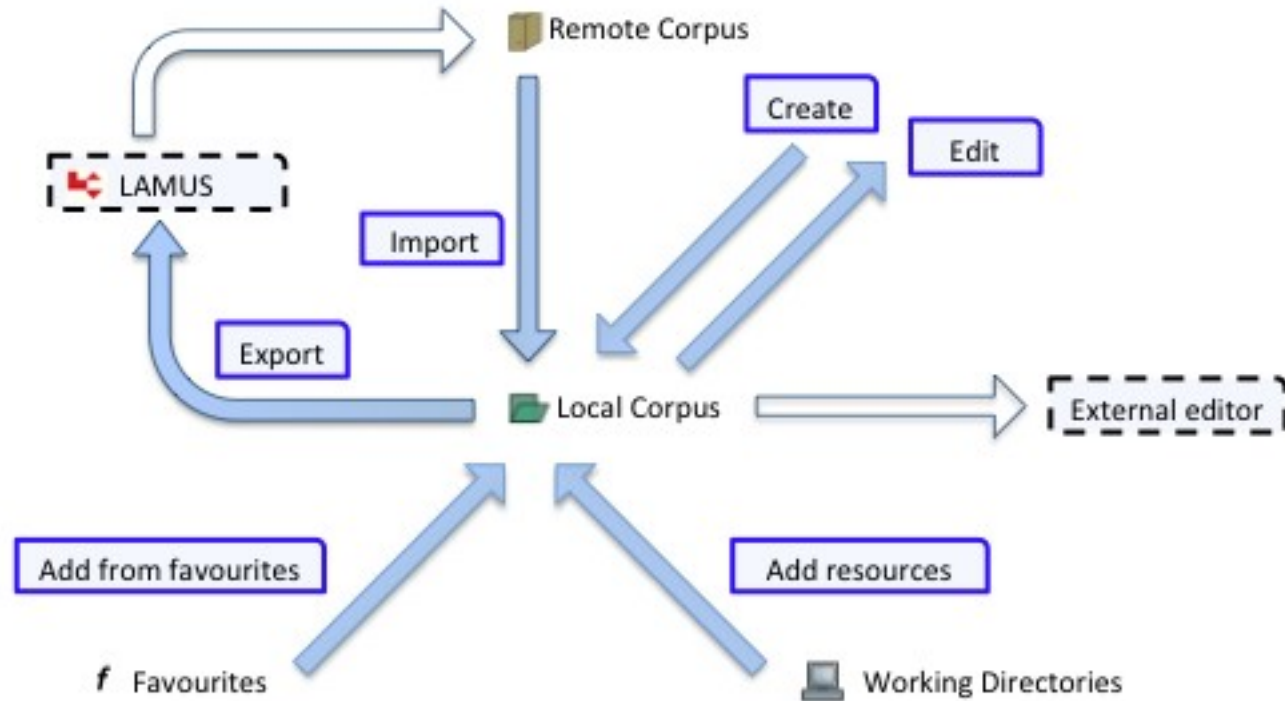 Remote Corpus
Create
Edit
LAMUS
Import
Export
Local Corpus
External editor
Add from favourites
Add resources
f Favourites
Working Directories